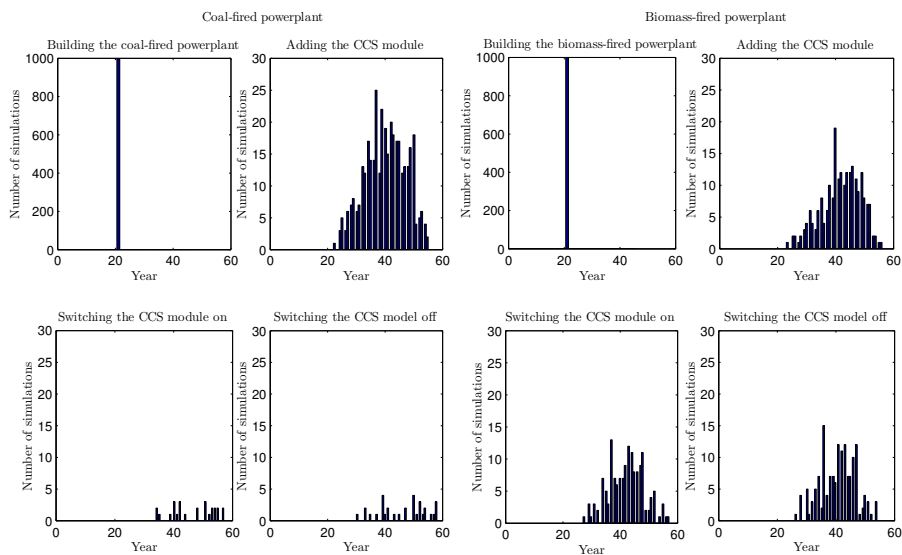 Coal-fired powerplant
Biomass-fired powerplant
Building the coal-fired powerplant
Adding the CCS module
Building the biomass-fired powerplant
Adding the CCS module
Number of simulations
1000
800
600
400
200
0
0 20 40 60
Year
Number of simulations
30
25
20
15
10
5
0
0 20 40 60
Year
Number of simulations
1000
800
600
400
200
0
0 20 40 60
Year
Number of simulations
30
25
20
15
10
5
0
0 20 40 60
Year
Switching the CCS module on
Switching the CCS model off
Switching the CCS module on
Switching the CCS model off
Number of simulations
30
25
20
15
10
5
0
0 20 40 60
Year
Number of simulations
30
25
20
15
10
5
0
0 20 40 60
Year
Number of simulations
30
25
20
15
10
5
0
0 20 40 60
Year
Number of simulations
30
25
20
15
10
5
0
0 20 40 60
Year